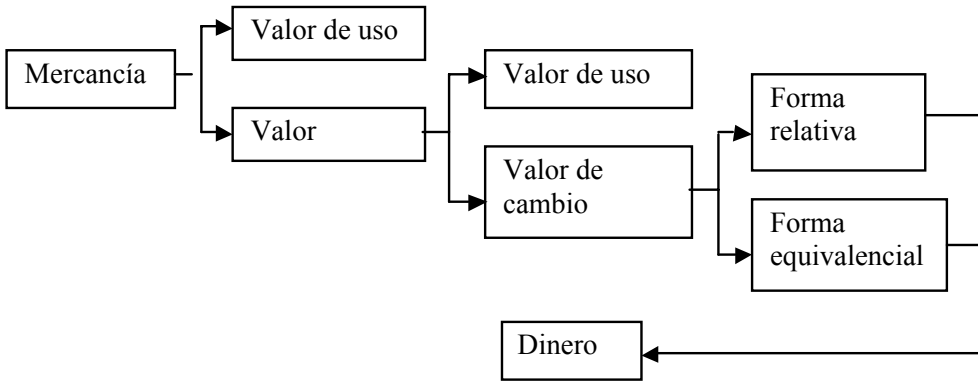 Mercancía
Valor de uso
Valor
Valor de uso
Valor de
cambio
Forma
relativa
Forma
equivalencial
Dinero